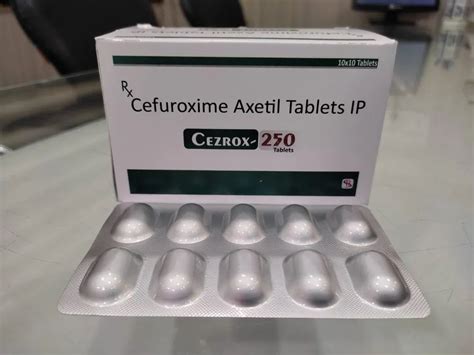 10x10 Tablets
Rx Cefuroxime Axetil Tablets IP
CEZROX-250
Tablets